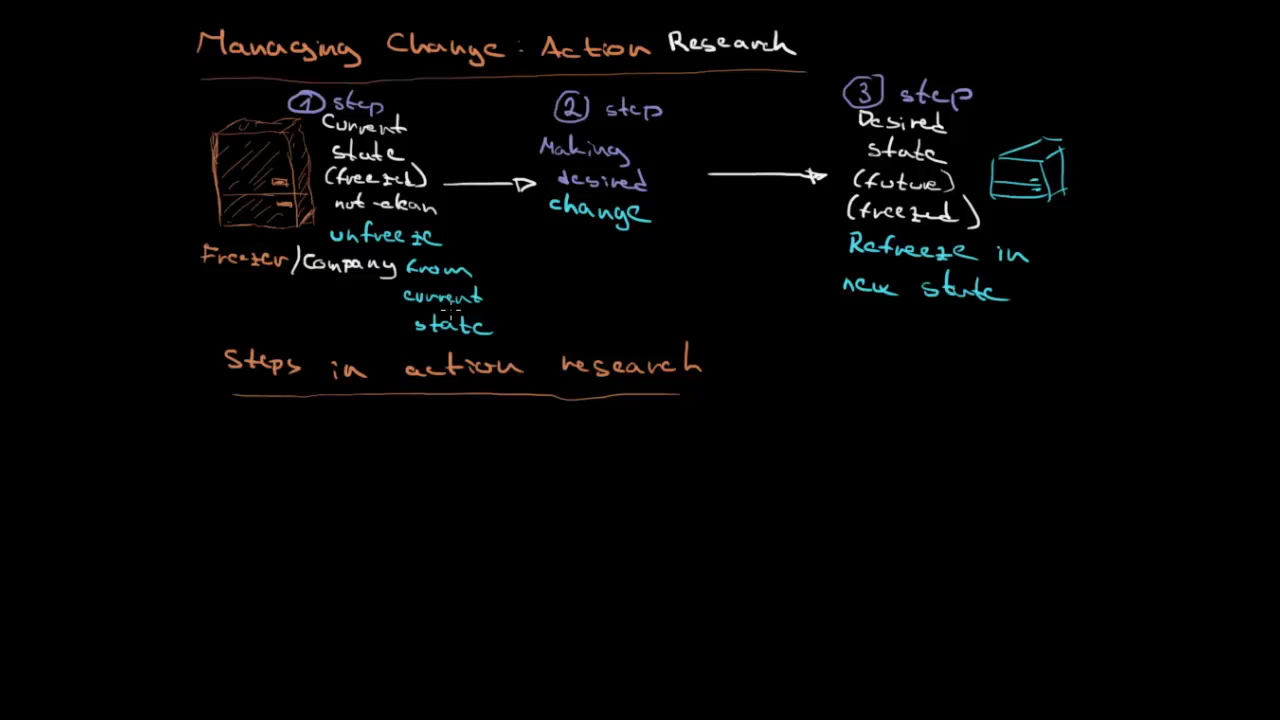 Managing Change: Action Research
1 step
Current
state
(freezed)
not-clean
unfreeze
from
current
state
Freezer/Company
2 step
Making
desired
change
3 step
Desired
state
(future)
(freezed)
Refreeze in
new state
Steps in action research